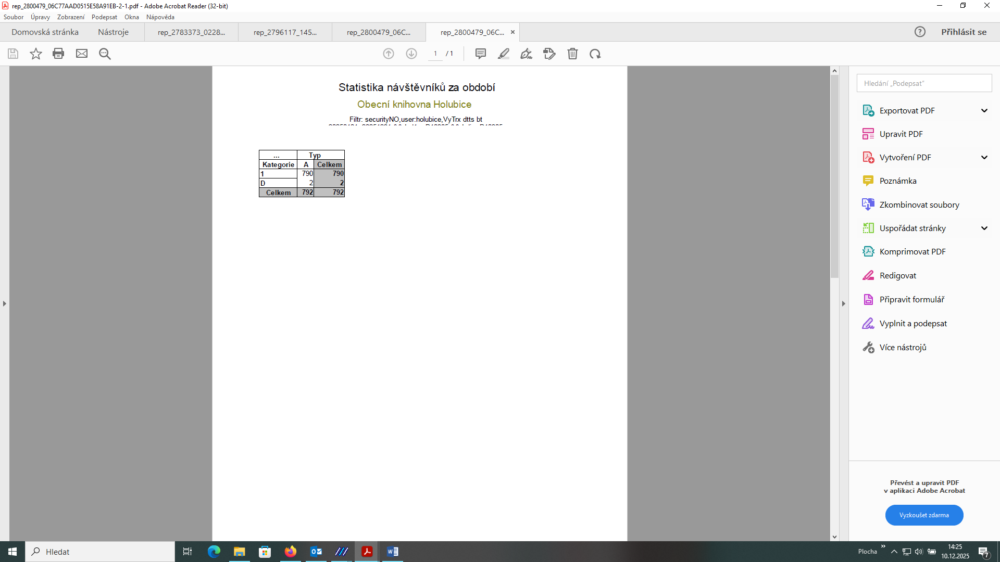 rep_2800479_06C77AAD0515E58A91EB-2-1.pdf - Adobe Acrobat Reader (32-bit)
Soubor Úpravy Zobrazení Podepsat Okna Nápověda
Domovská stránka Nástroje rep_2783373_0228... rep_2796117_145... rep_2800479_06C... rep_2800479_06C... Přihlásit se
1 / 1
Statistika návštěvníků za období
Obecní knihovna Holubice
Filtr: securityNO,user:holubice,VyTrx dtts bt
... Typ
Kategorie A Celkem
1 790 790
D 2 2
Celkem 792 792
Hledání „Podepsat"
Exportovat PDF
Upravit PDF
Vytvoření PDF
Poznámka
Zkombinovat soubory
Uspořádat stránky
Komprimovat PDF
Redigovat
Připravit formulář
Vyplnit a podepsat
Více nástrojů
Převést a upravit PDF
v aplikaci Adobe Acrobat
Vyzkoušet zdarma
Hledat
Plocha
14:25
10.12.2025
7